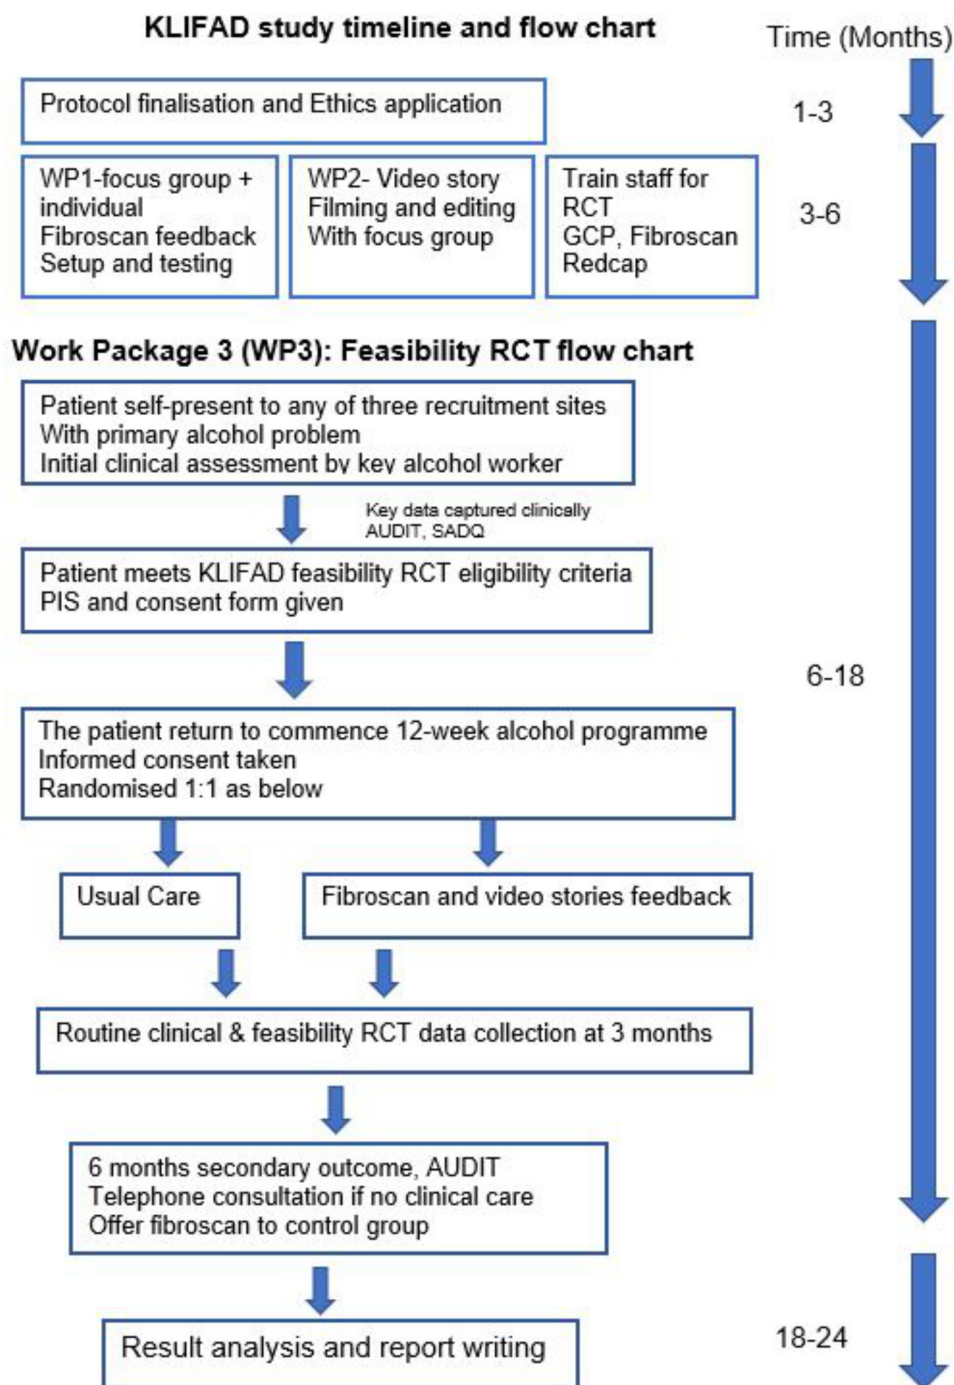 KLIFAD study timeline and flow chart
Time (Months)
Protocol finalisation and Ethics application
1-3
WP1-focus group +
individual
Fibroscan feedback
Setup and testing
WP2- Video story
Filming and editing
With focus group
Train staff for
RCT
GCP, Fibroscan
Redcap
3-6
Work Package 3 (WP3): Feasibility RCT flow chart
Patient self-present to any of three recruitment sites
With primary alcohol problem
Initial clinical assessment by key alcohol worker
Key data captured clinically
AUDIT, SADQ
Patient meets KLIFAD feasibility RCT eligibility criteria
PIS and consent form given
6-18
The patient return to commence 12-week alcohol programme
Informed consent taken
Randomised 1:1 as below
Usual Care
Fibroscan and video stories feedback
Routine clinical & feasibility RCT data collection at 3 months
6 months secondary outcome, AUDIT
Telephone consultation if no clinical care
Offer fibroscan to control group
Result analysis and report writing
18-24